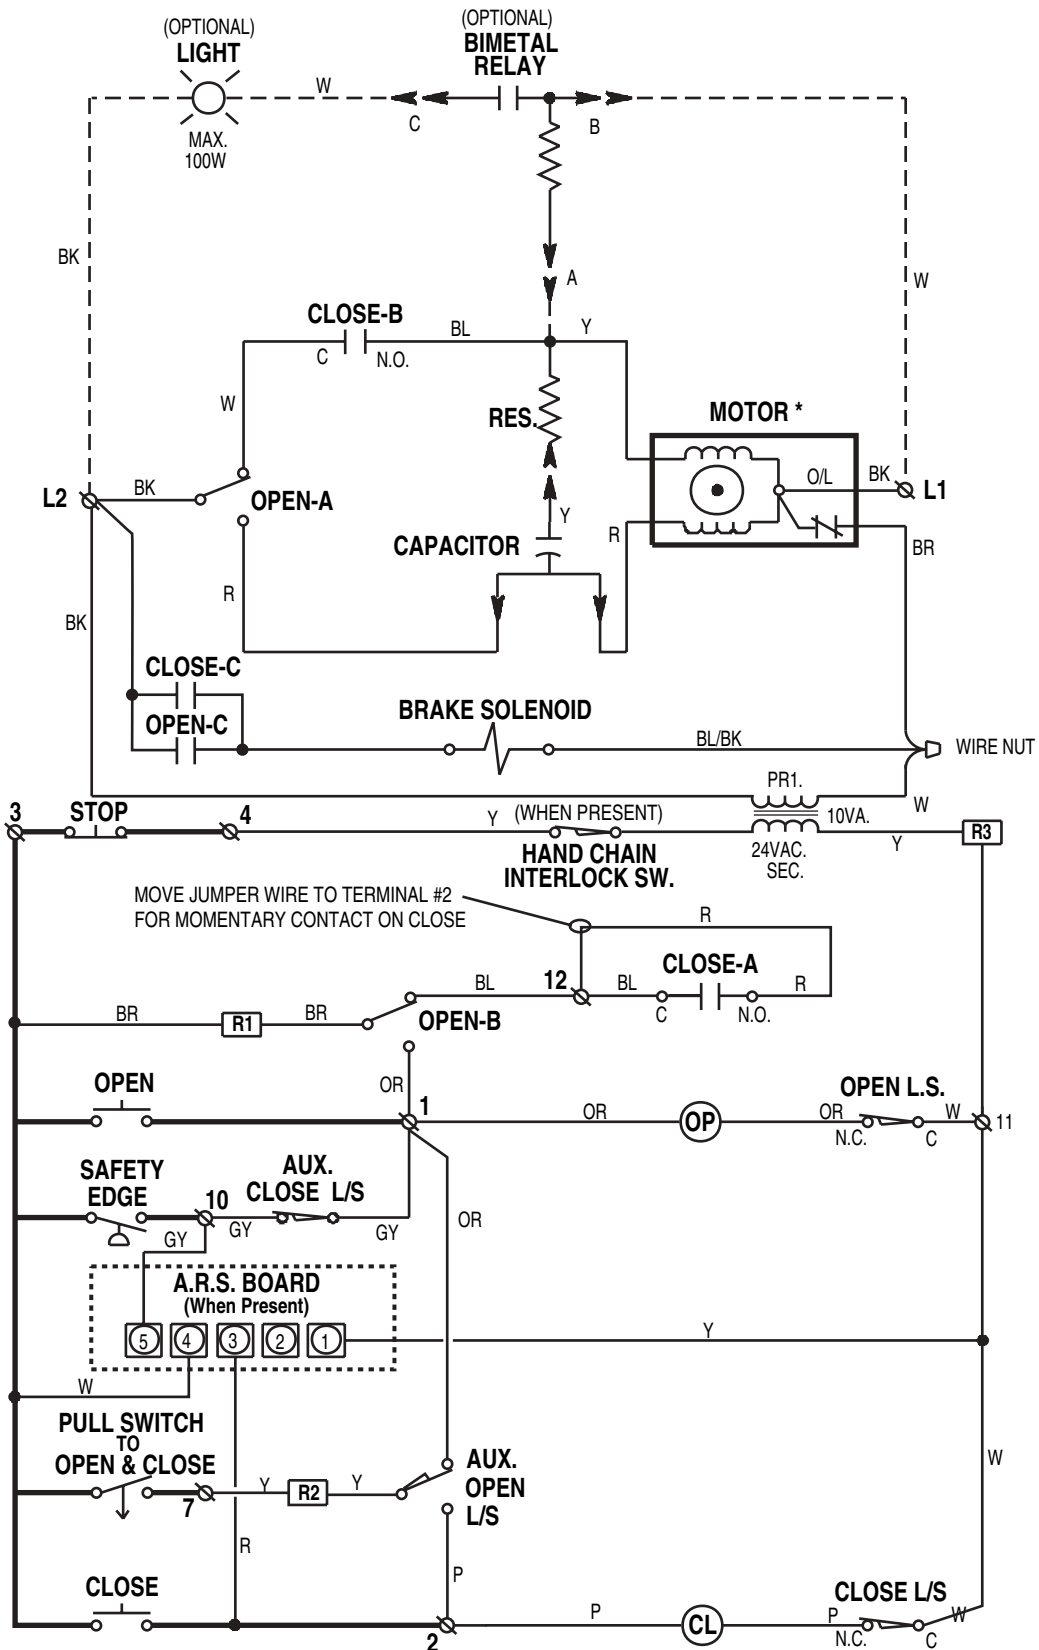 (OPTIONAL)
LIGHT
MAX.
100W
(OPTIONAL)
BIMETAL
RELAY
W
C
B
BK
W
A
CLOSE-B
BL
Y
C
N.O.
W
RES.
MOTOR *
L2
BK
OPEN-A
O/L
BK
L1
Y
CAPACITOR
R
BR
R
BK
CLOSE-C
OPEN-C
BRAKE SOLENOID
BL/BK
WIRE NUT
PR1.
W
3
STOP
4
Y
(WHEN PRESENT)
10VA.
Y
R3
HAND CHAIN
INTERLOCK SW.
24VAC.
SEC.
MOVE JUMPER WIRE TO TERMINAL #2
FOR MOMENTARY CONTACT ON CLOSE
R
CLOSE-A
BL
12
BL
R
C
N.O.
BR
R1
BR
OPEN-B
OPEN
OR
1
OR
OP
OPEN L.S.
OR
W
11
N.C.
C
SAFETY
EDGE
10
AUX.
CLOSE L/S
GY
GY
GY
OR
A.R.S. BOARD
(When Present)
5
4
3
2
1
Y
W
PULL SWITCH
TO
OPEN & CLOSE
7
Y
R2
Y
AUX.
OPEN
L/S
W
R
P
CLOSE
2
P
CL
CLOSE L/S
P
W
N.C.
C